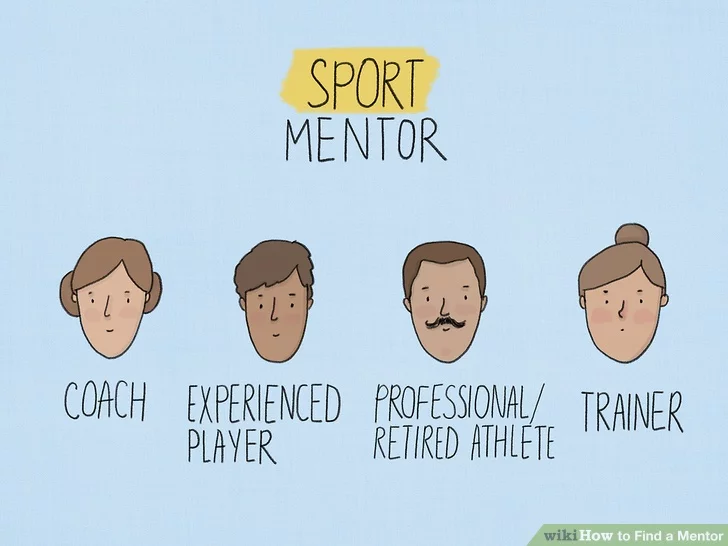 SPORT
MENTOR
COACH
EXPERIENCED
PLAYER
PROFESSIONAL/
RETIRED ATHLETE
TRAINER
wikiHow to Find a Mentor